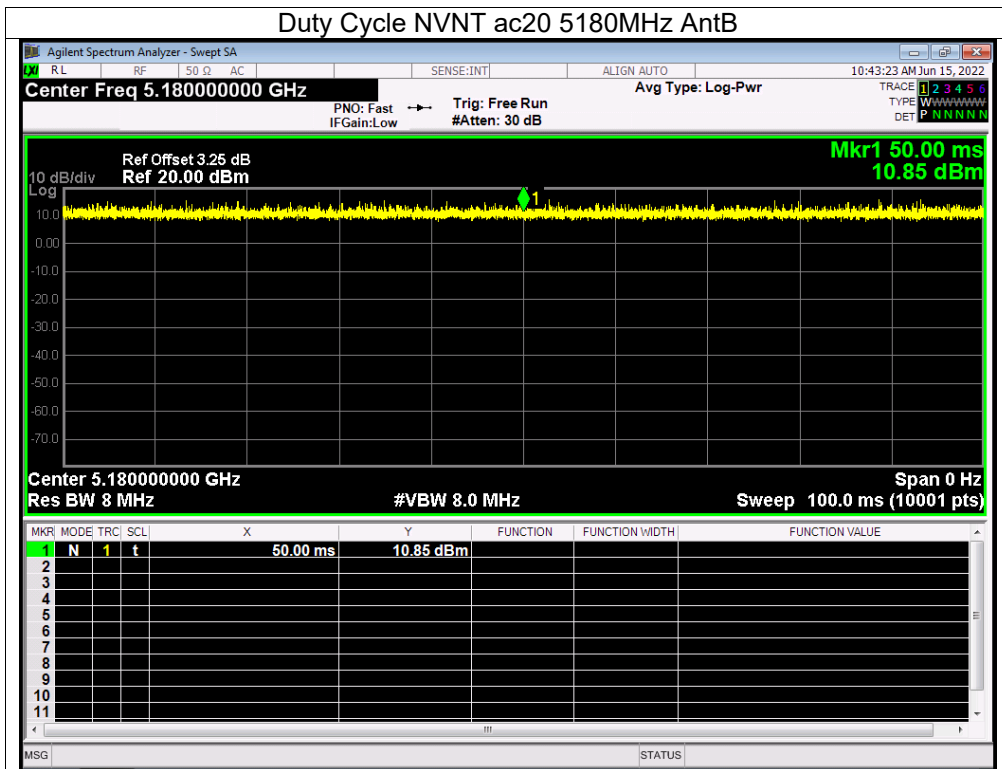 Duty Cycle NVNT ac20 5180MHz AntB
Agilent Spectrum Analyzer - Swept SA
LXI RL RF 50 Ω AC SENSE:INT ALIGN AUTO 10:43:23 AM Jun 15, 2022
Center Freq 5.180000000 GHz Avg Type: Log-Pwr TRACE 1 2 3 4 5 6
PNO: Fast Trig: Free Run TYPE WWWWWWW
IFGain:Low #Atten: 30 dB DET P N N N N N
Mkr1 50.00 ms
Ref Offset 3.25 dB
10 dB/div Ref 20.00 dBm 10.85 dBm
Log
1
10.0
0.00
-10.0
-20.0
-30.0
-40.0
-50.0
-60.0
-70.0
Center 5.180000000 GHz Span 0 Hz
Res BW 8 MHz #VBW 8.0 MHz Sweep 100.0 ms (10001 pts)
MKR MODE TRC SCL X Y FUNCTION FUNCTION WIDTH FUNCTION VALUE
1 N 1 t 50.00 ms 10.85 dBm
2
3
4
5
6
7
8
9
10
11
MSG STATUS